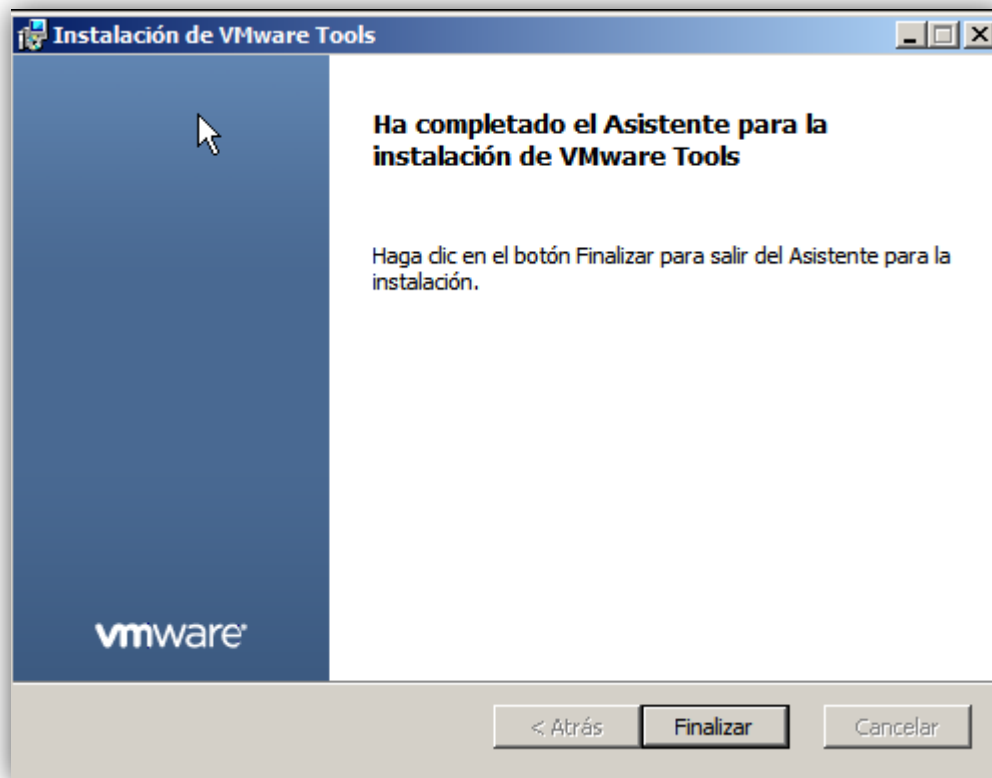 Instalación de VMware Tools
Ha completado el Asistente para la
instalación de VMware Tools
Haga clic en el botón Finalizar para salir del Asistente para la
instalación.
vmware
< Atrás
Finalizar
Cancelar